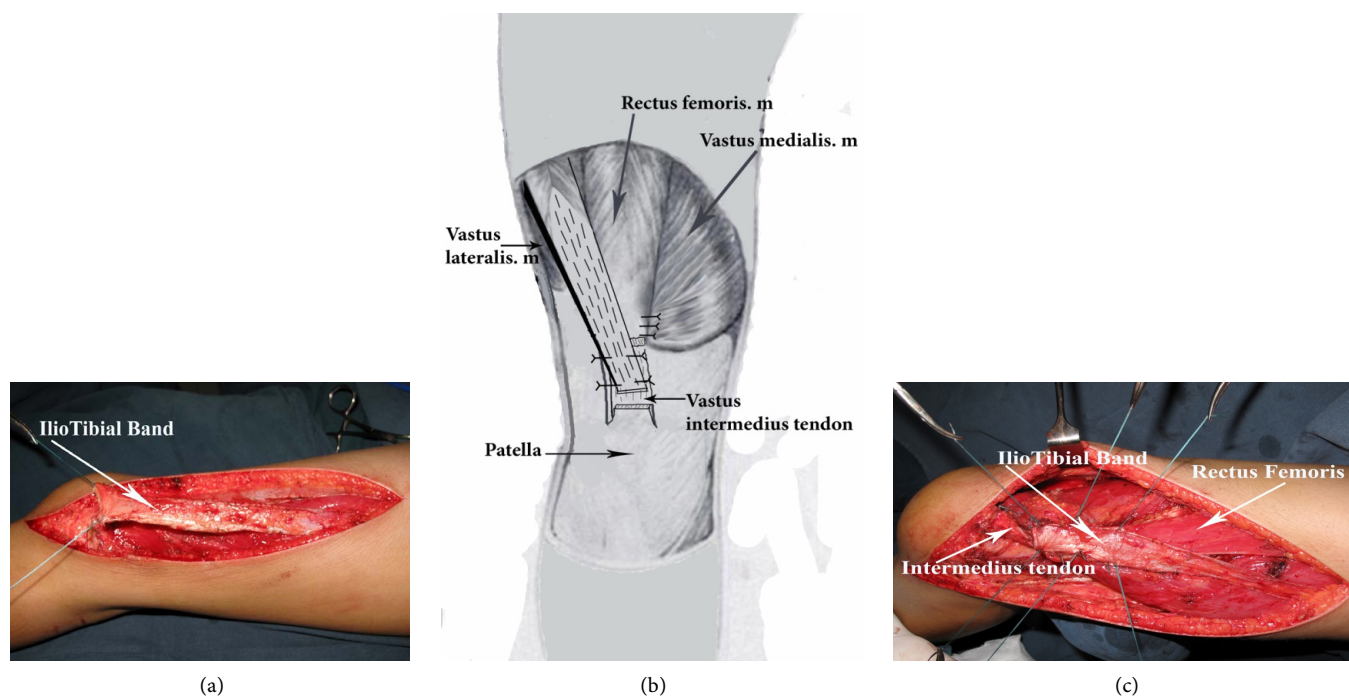 IlioTibial Band
(a)
Rectus femoris. m
Vastus medialis. m
Vastus
lateralis. m
Vastus
intermedius tendon
Patella
(b)
IlioTibial Band
Rectus Femoris
Intermedius tendon
(c)